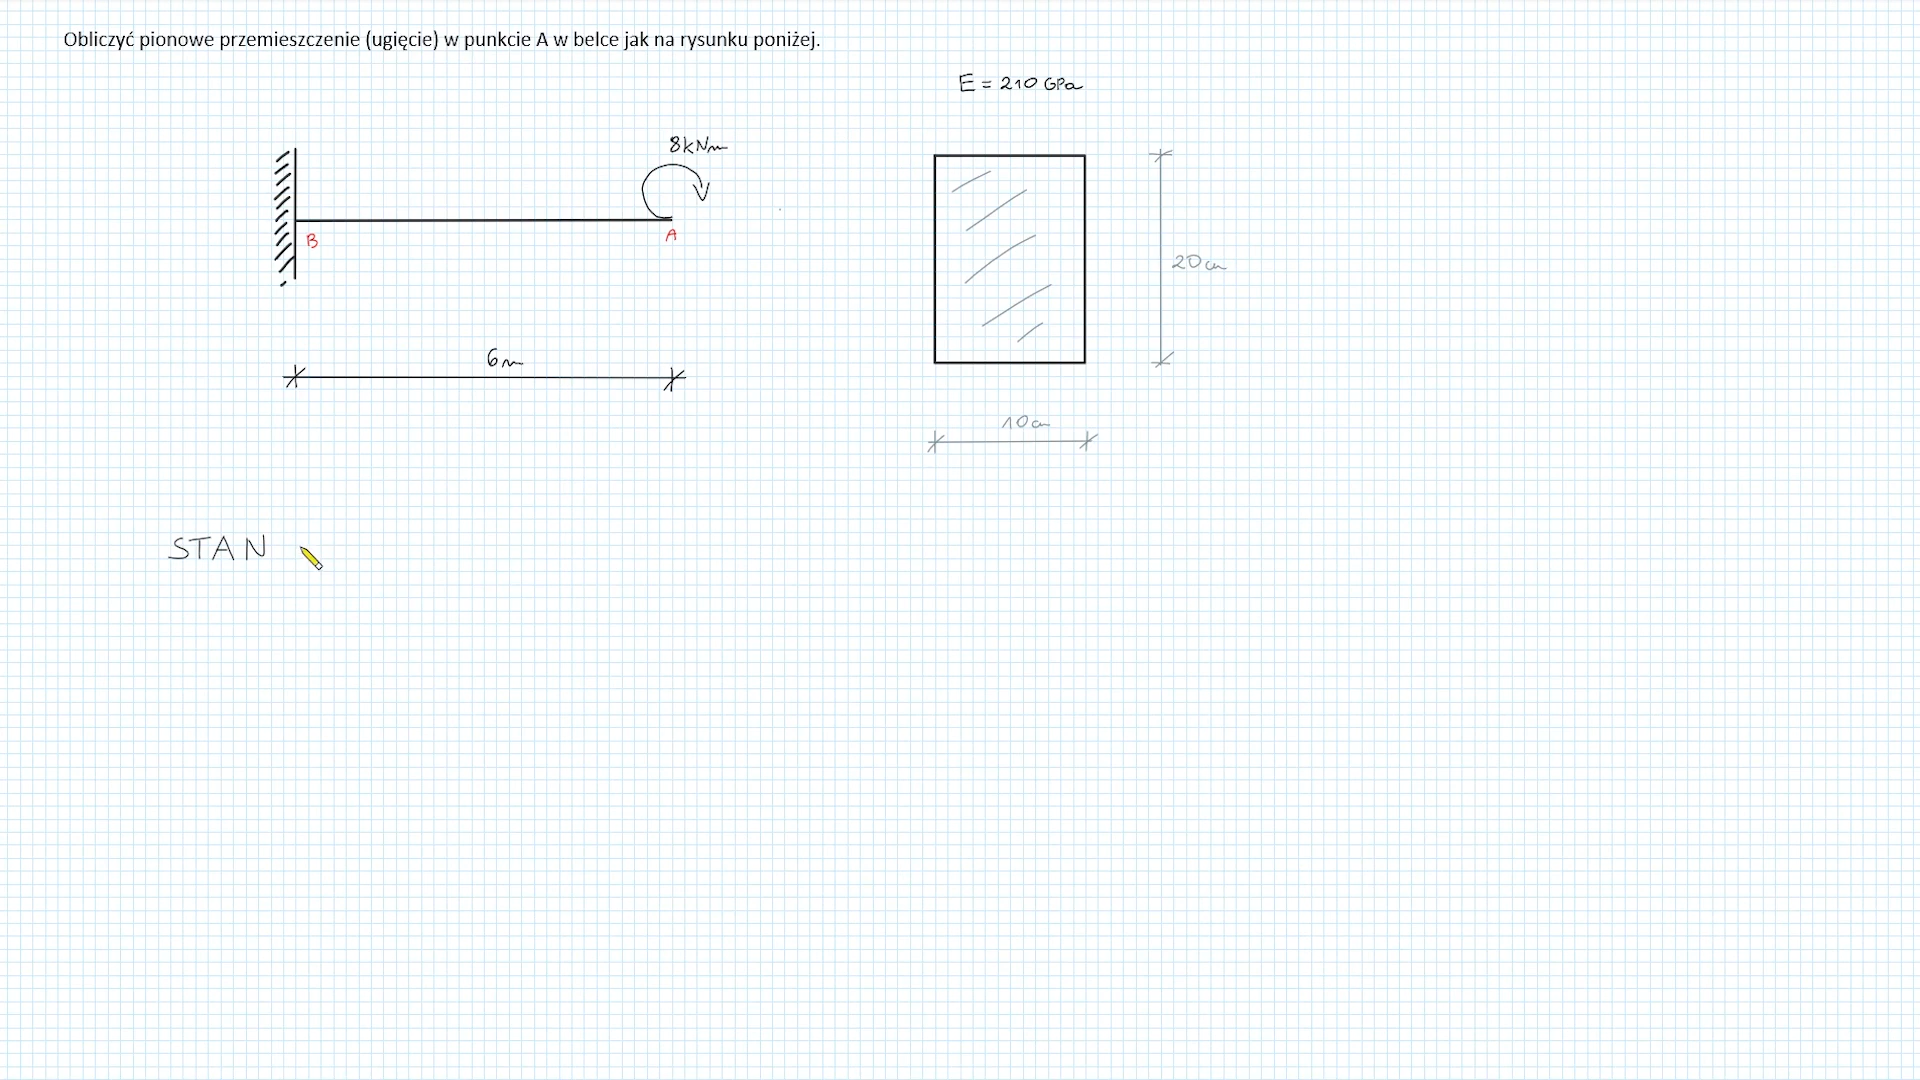 Obliczyć pionowe przemieszczenie (ugięcie) w punkcie A w belce jak na rysunku poniżej.
E = 210 GPa
8kNm
B
A
20cm
6m
10cm
STAN